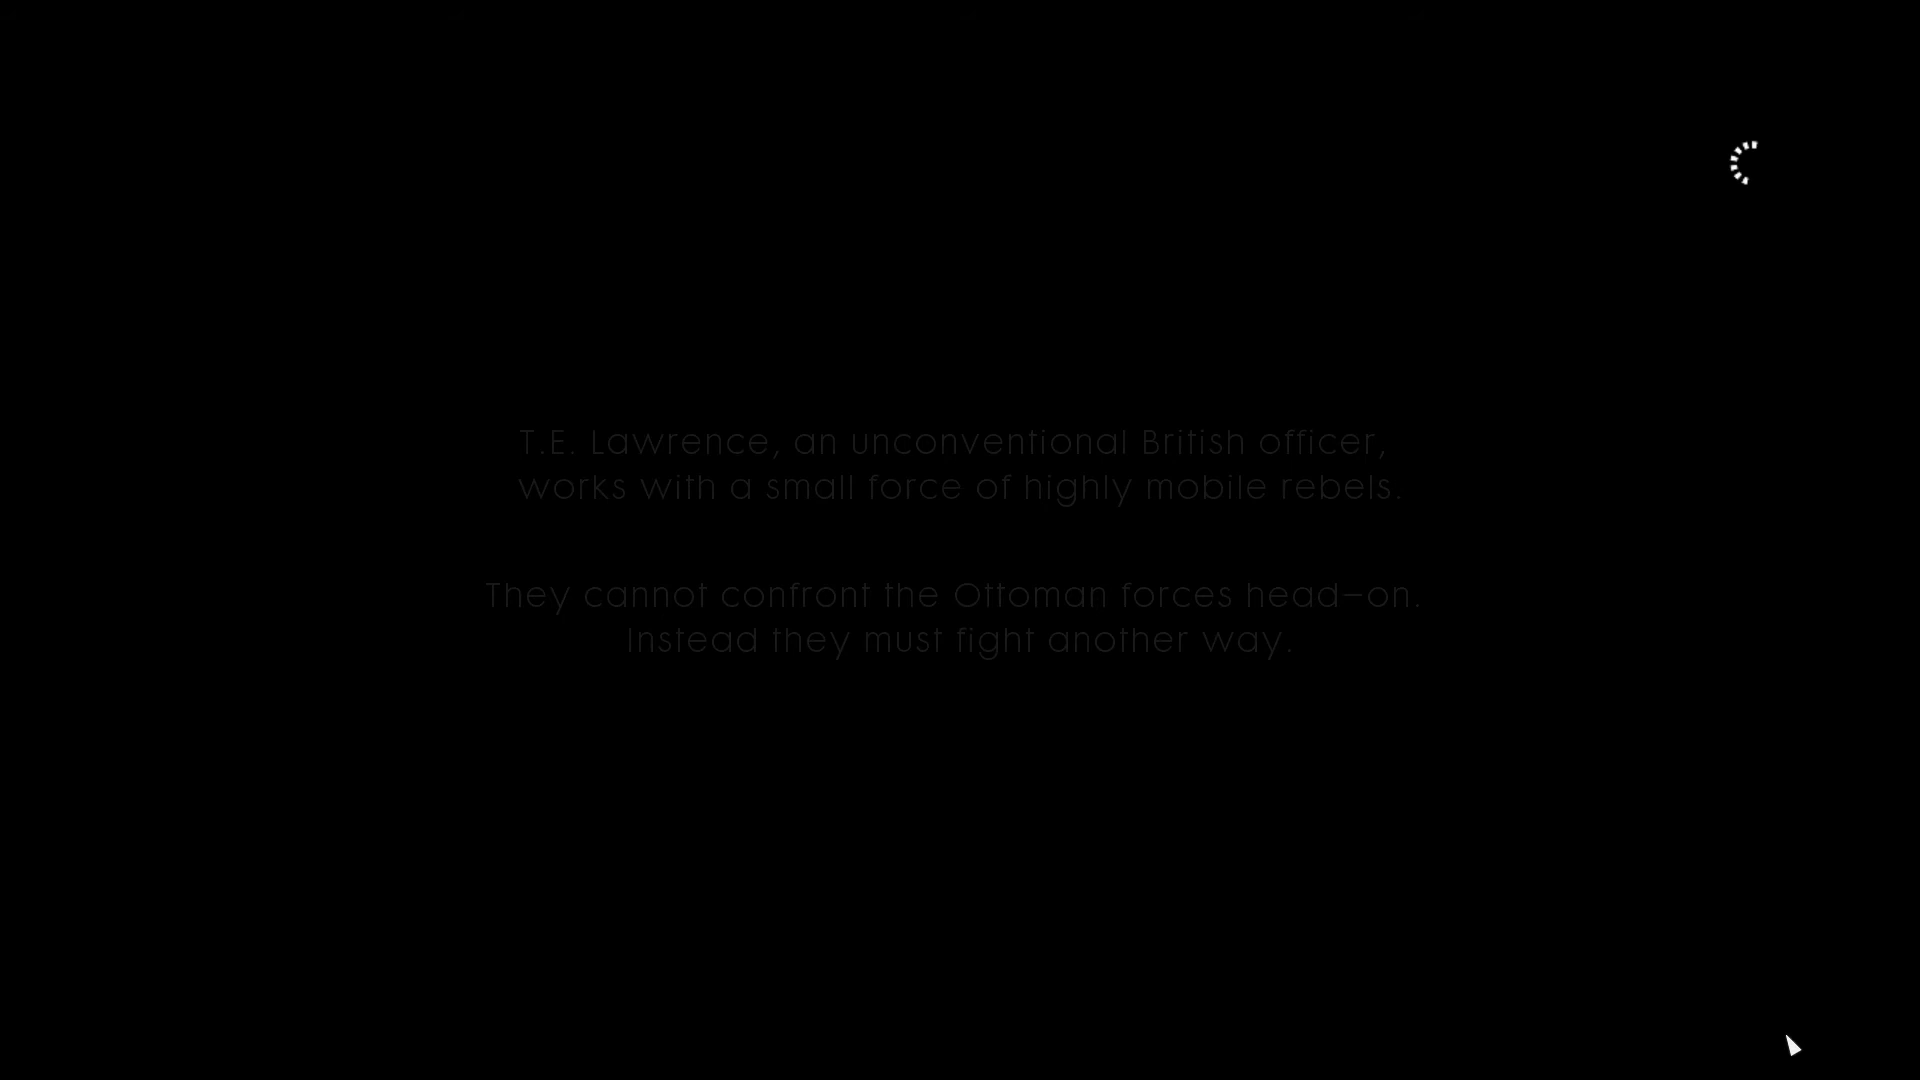 T.E. Lawrence, an unconventional British officer,
works with a small force of highly mobile rebels.
They cannot confront the Ottoman forces head—on.
Instead they must fight another way.